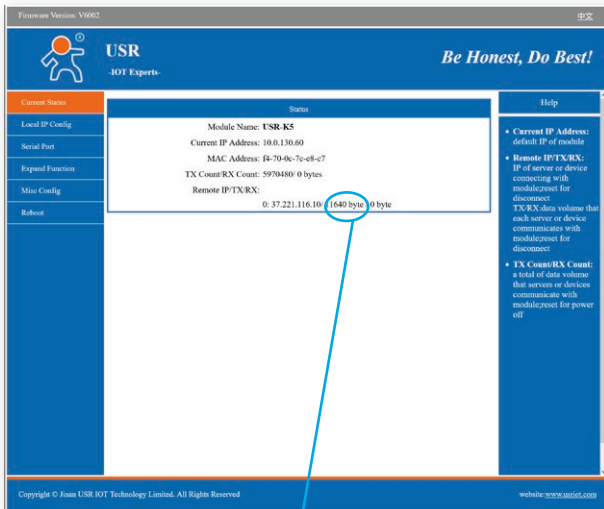 Firmware Version: V6002
中文
USR
-IOT Experts-
Be Honest, Do Best!
Current Status
Local IP Config
Serial Port
Expand Function
Misc Config
Reboot
Status
Module Name: USR-K5
Current IP Address: 10.0.130.60
MAC Address: f4-70-0c-7c-e8-c7
TX Count/RX Count: 5970480/ 0 bytes
Remote IP/TX/RX:
0: 37.221.116.10/ 1640 byte / 0 byte
Help
• Current IP Address:
default IP of module
• Remote IP/TX/RX:
IP of server or device
connecting with
module;reset for
disconnect
TX/RX:data volume that
each server or device
communicates with
module;reset for
disconnect
• TX Count/RX Count:
a total of data volume
that servers or devices
communicate with
module;reset for power
off
Copyright © Jinan USR IOT Technology Limited. All Rights Reserved
website:www.usriot.com